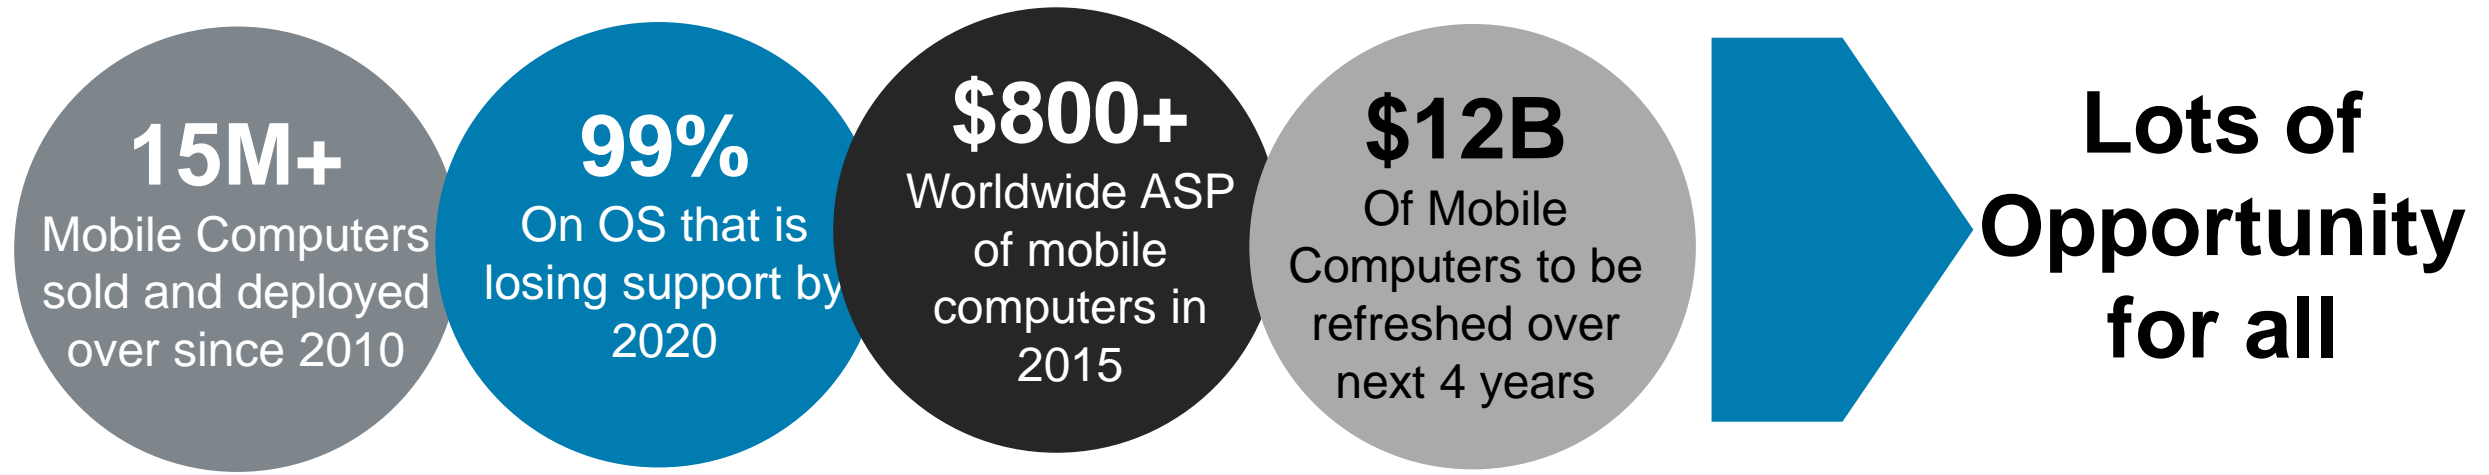 15M+
Mobile Computers
sold and deployed
over since 2010
99%
On OS that is
losing support by
2020
$800+
Worldwide ASP
of mobile
computers in
2015
$12B
Of Mobile
Computers to be
refreshed over
next 4 years
Lots of
Opportunity
for all